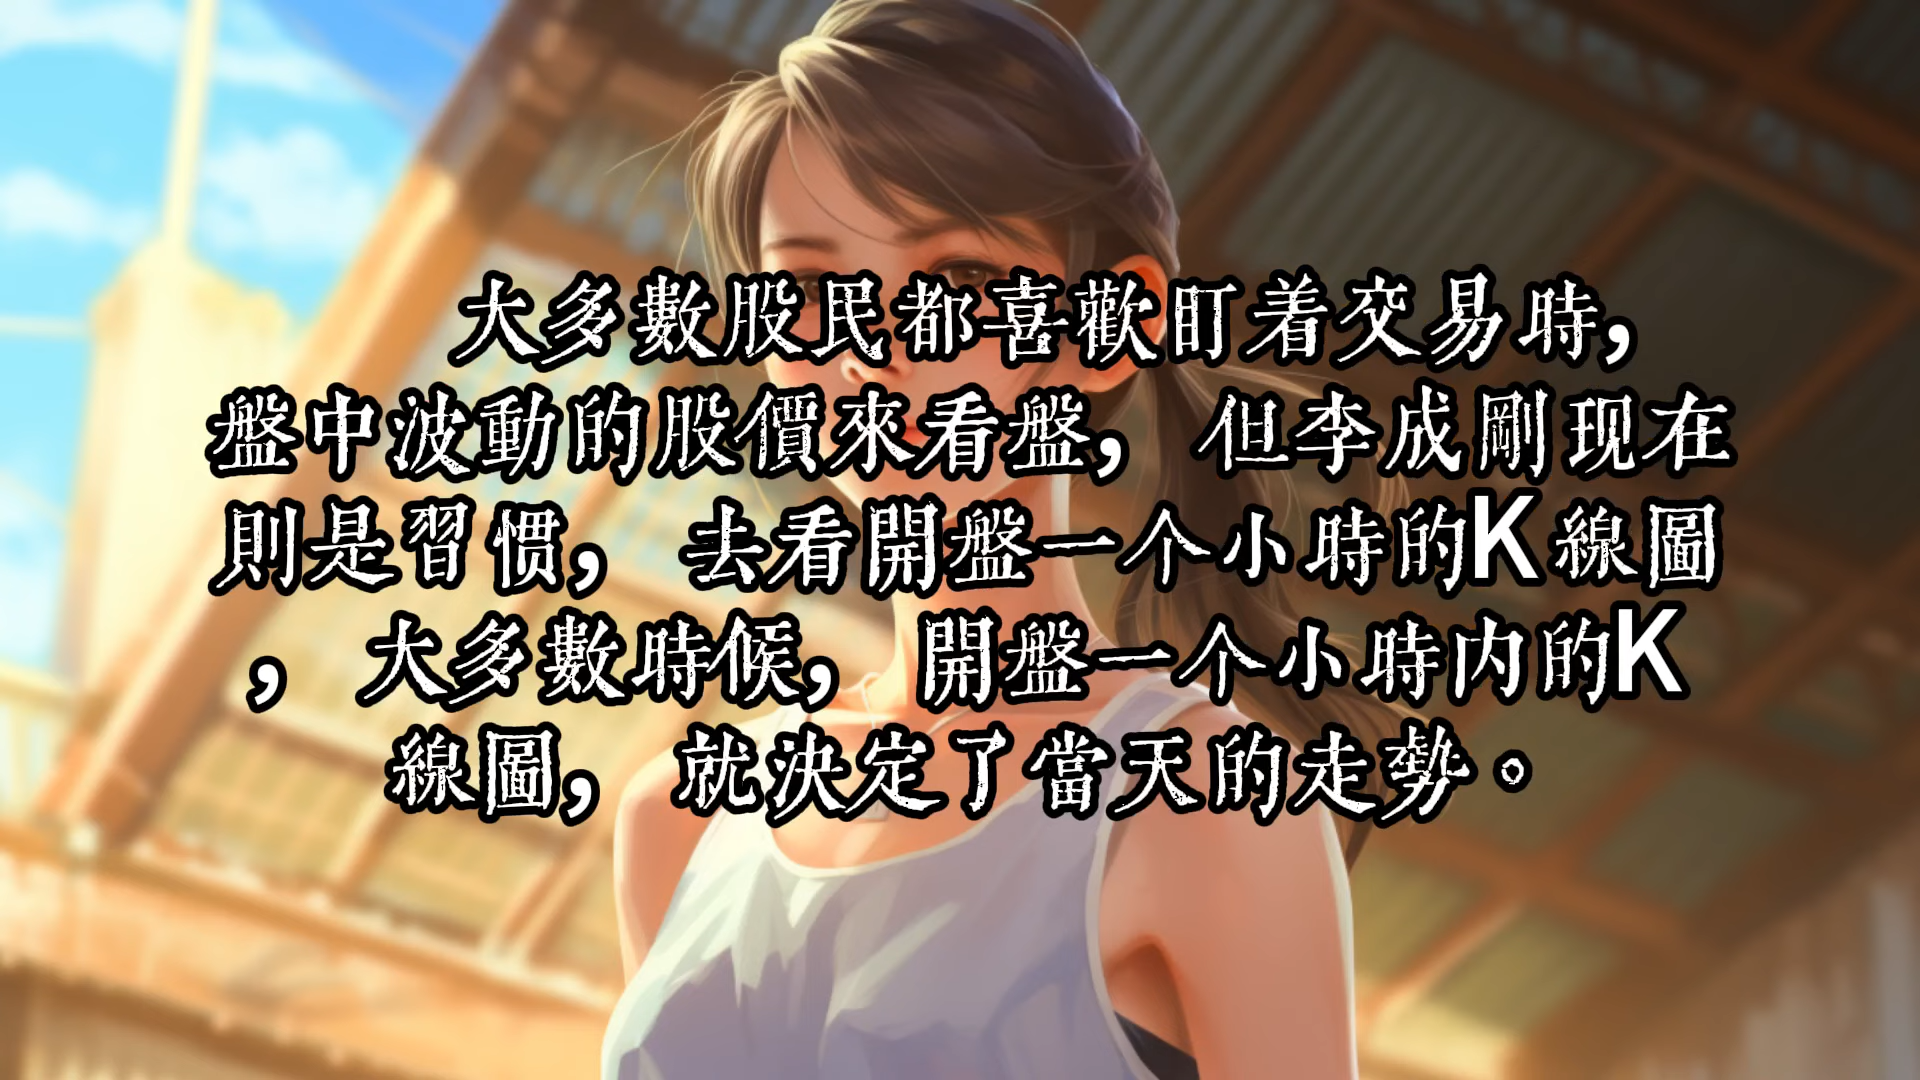 大多數股民都喜歡盯着交易時,
盤中波動的股價來看盤, 但李成剛现在
則是習惯, 去看開盤一个小時的K線圖
, 大多數時候, 開盤一个小時内的K
線圖, 就決定了當天的走勢。